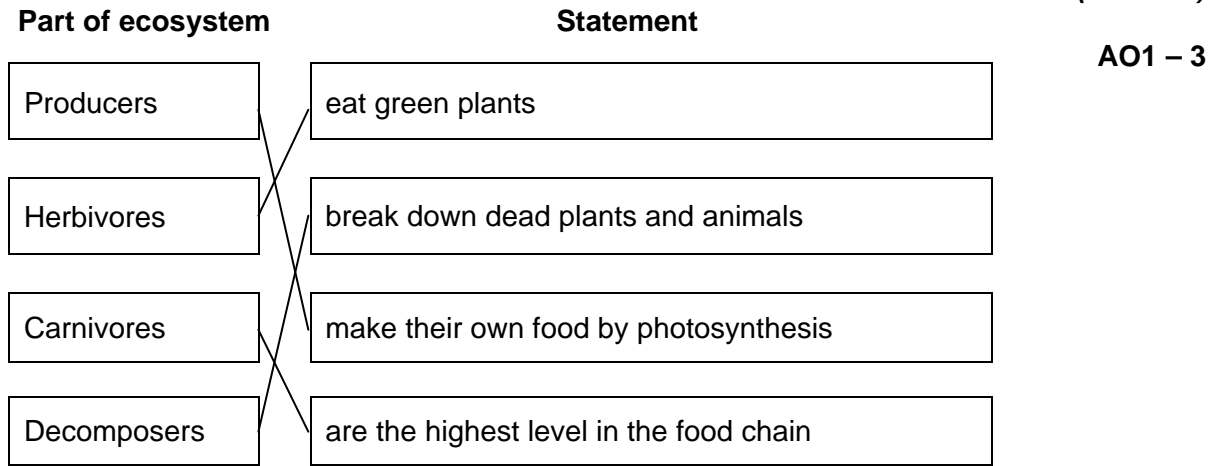 Part of ecosystem Statement
AO1 – 3
Producers eat green plants
Herbivores break down dead plants and animals
Carnivores make their own food by photosynthesis
Decomposers are the highest level in the food chain